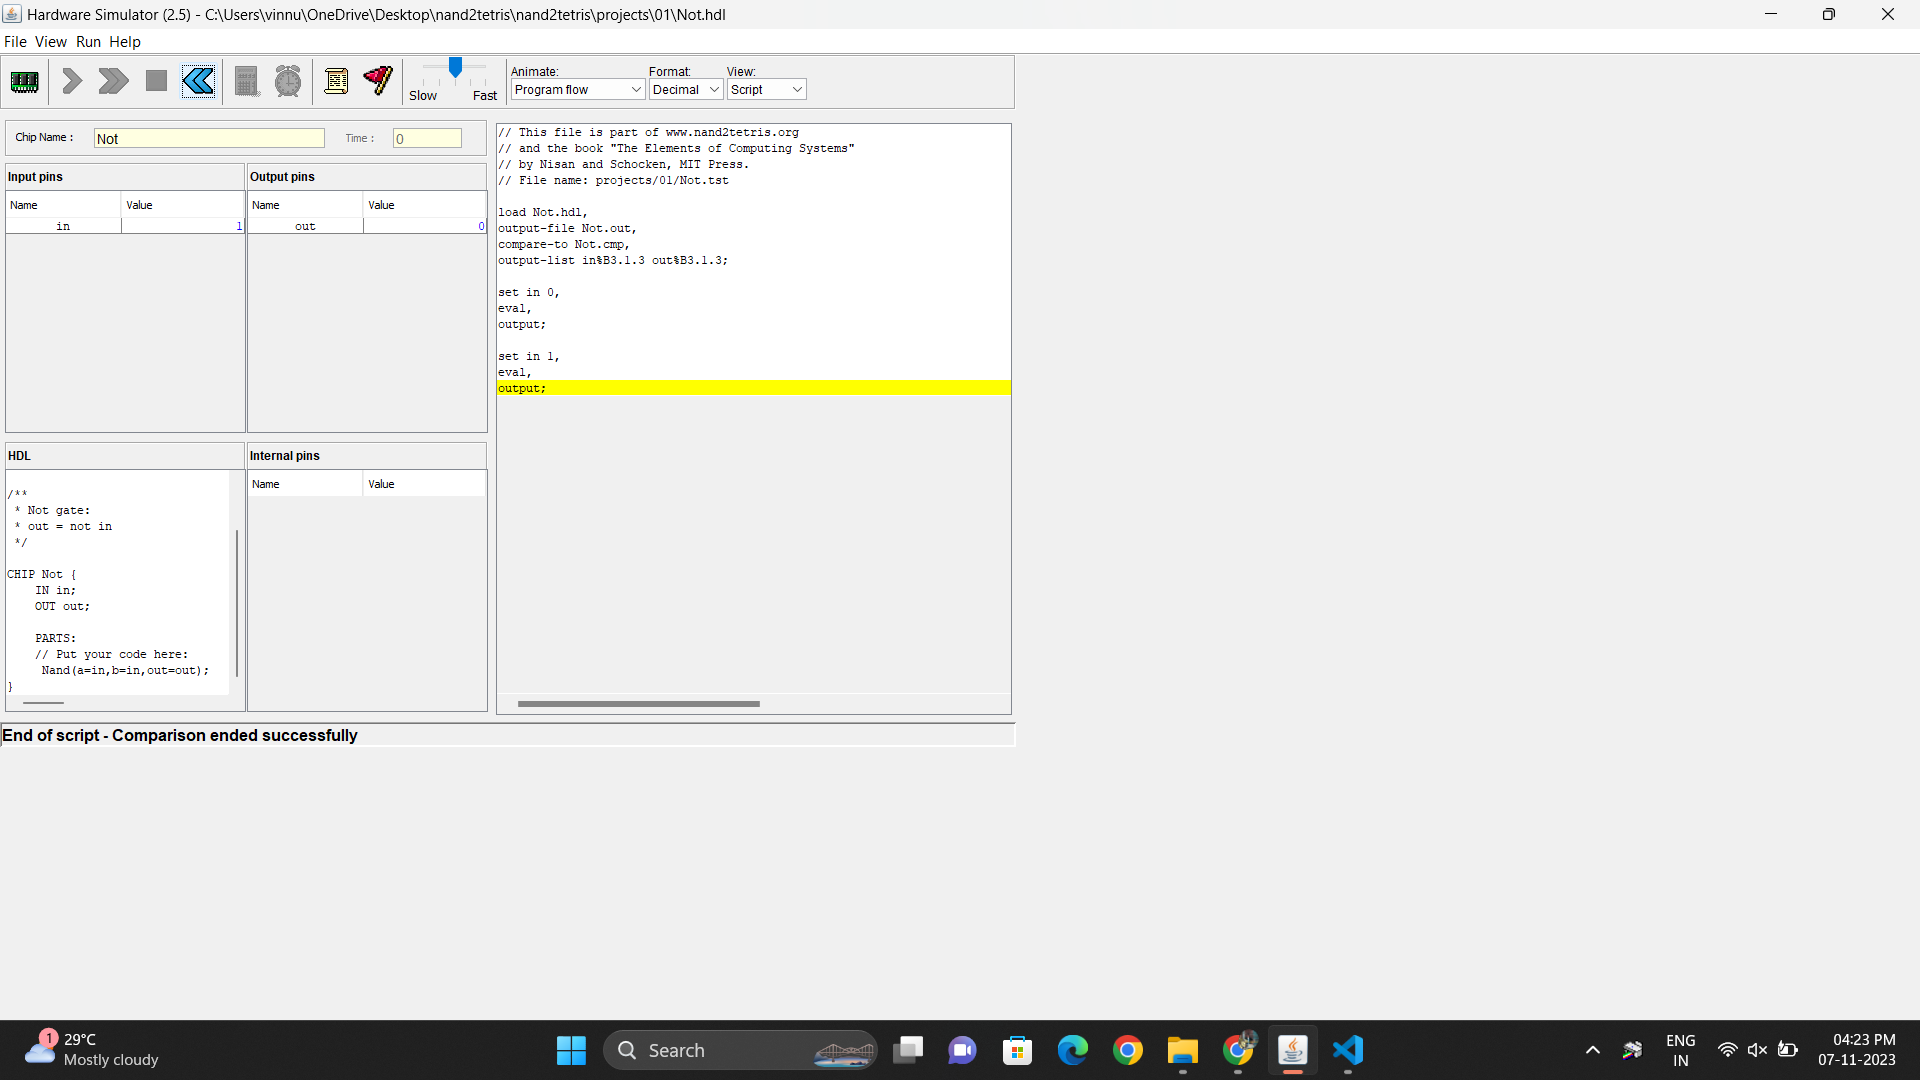 Hardware Simulator (2.5) - C:\Users\vinnu\OneDrive\Desktop\nand2tetris\nand2tetris\projects\01\Not.hdl
File View Run Help
Slow Fast
Animate: Format: View:
Program flow Decimal Script
Chip Name : Not Time : 0
Input pins
Name Value
in 1
Output pins
Name Value
out 0
HDL
/**
* Not gate:
* out = not in
*/
CHIP Not {
IN in;
OUT out;
PARTS:
// Put your code here:
Nand(a=in,b=in,out=out);
}
Internal pins
Name Value
// This file is part of www.nand2tetris.org
// and the book "The Elements of Computing Systems"
// by Nisan and Schocken, MIT Press.
// File name: projects/01/Not.tst
load Not.hdl,
output-file Not.out,
compare-to Not.cmp,
output-list in%B3.1.3 out%B3.1.3;
set in 0,
eval,
output;
set in 1,
eval,
output;
End of script - Comparison ended successfully
1
29°C
Mostly cloudy
Search
ENG
IN
04:23 PM
07-11-2023